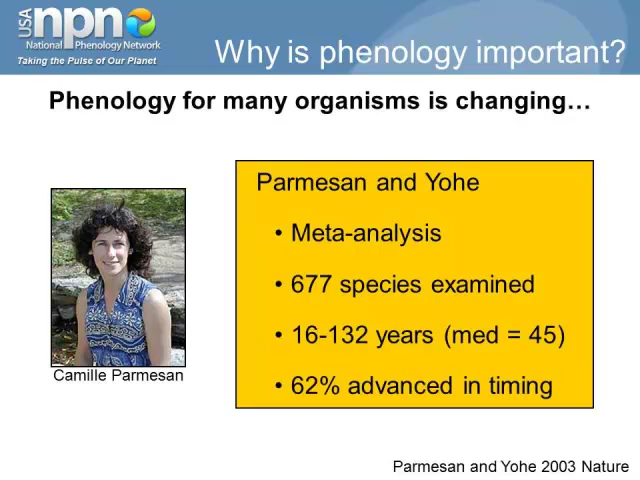 USA
npn
National Phenology Network
Taking the Pulse of Our Planet
Why is phenology important?
Phenology for many organisms is changing…
Parmesan and Yohe
• Meta-analysis
• 677 species examined
• 16-132 years (med = 45)
• 62% advanced in timing
Camille Parmesan
Parmesan and Yohe 2003 Nature